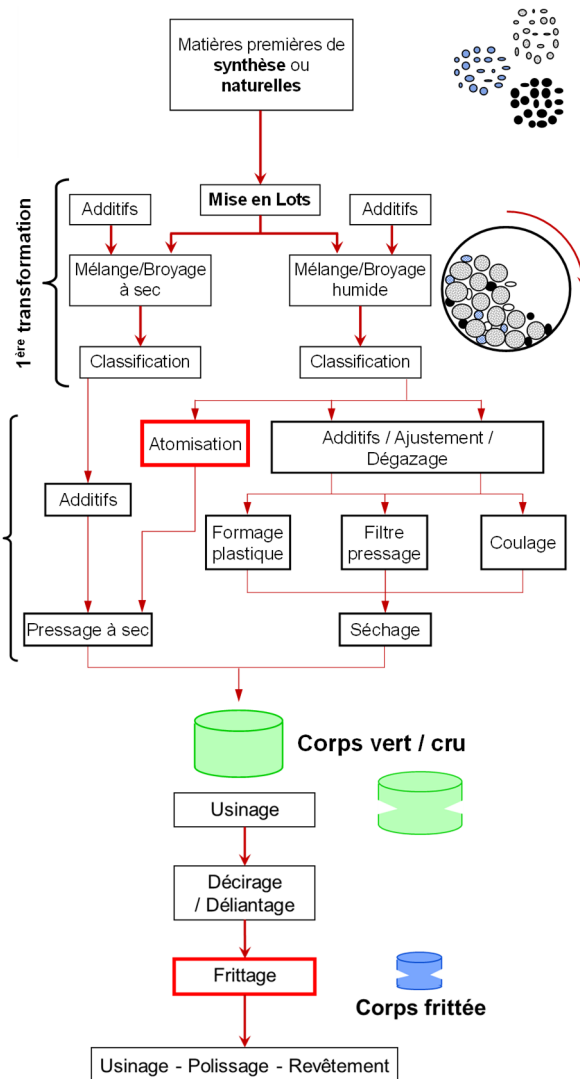 Matières premières de
synthèse ou
naturelles
Mise en Lots
Additifs
Additifs
1ère transformation
Mélange/Broyage
à sec
Mélange/Broyage
humide
Classification
Classification
Atomisation
Additifs / Ajustement /
Dégazage
Additifs
Formage
plastique
Filtre
pressage
Coulage
Pressage à sec
Séchage
Corps vert / cru
Usinage
Décirage
/ Déliantage
Frittage
Corps frittée
Usinage - Polissage - Revêtement